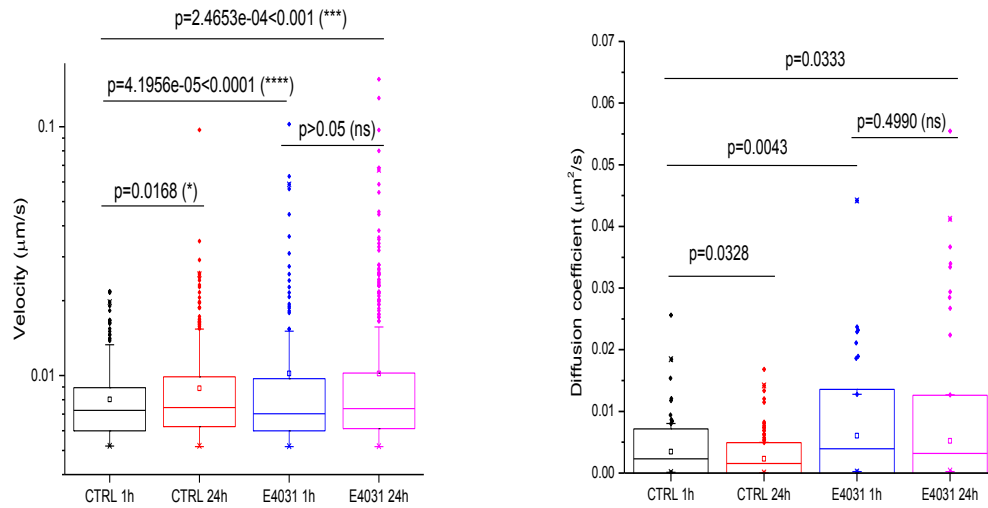 p=2.4653e-04<0.001 (***)
p=4.1956e-05<0.0001 (****)
p>0.05 (ns)
p=0.0168 (*)
0.1
0.01
Velocity (μm/s)
CTRL 1h
CTRL 24h
E4031 1h
E4031 24h
0.07
0.06
0.05
0.04
0.03
0.02
0.01
0.00
Diffusion coefficient (μm²/s)
p=0.0333
p=0.4990 (ns)
p=0.0043
p=0.0328
CTRL 1h
CTRL 24h
E4031 1h
E4031 24h